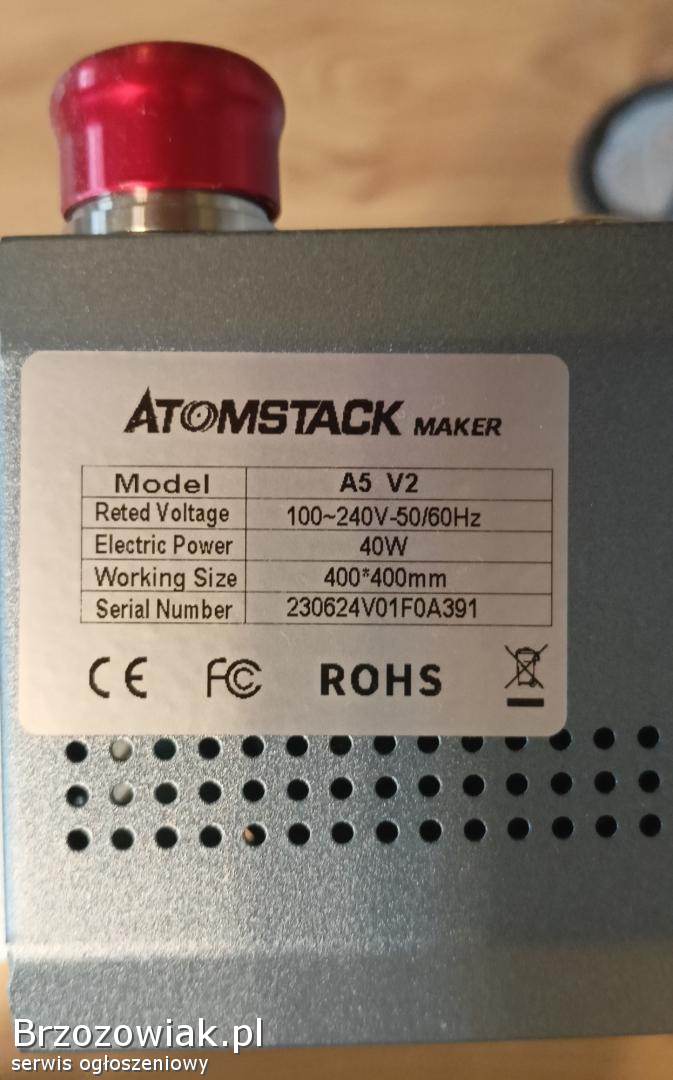 ATOMSTACK MAKER
Model A5 V2
Reted Voltage 100~240V-50/60Hz
Electric Power 40W
Working Size 400*400mm
Serial Number 230624V01F0A391
CE FC ROHS
Brzozowiak.pl
serwis ogłoszeniowy